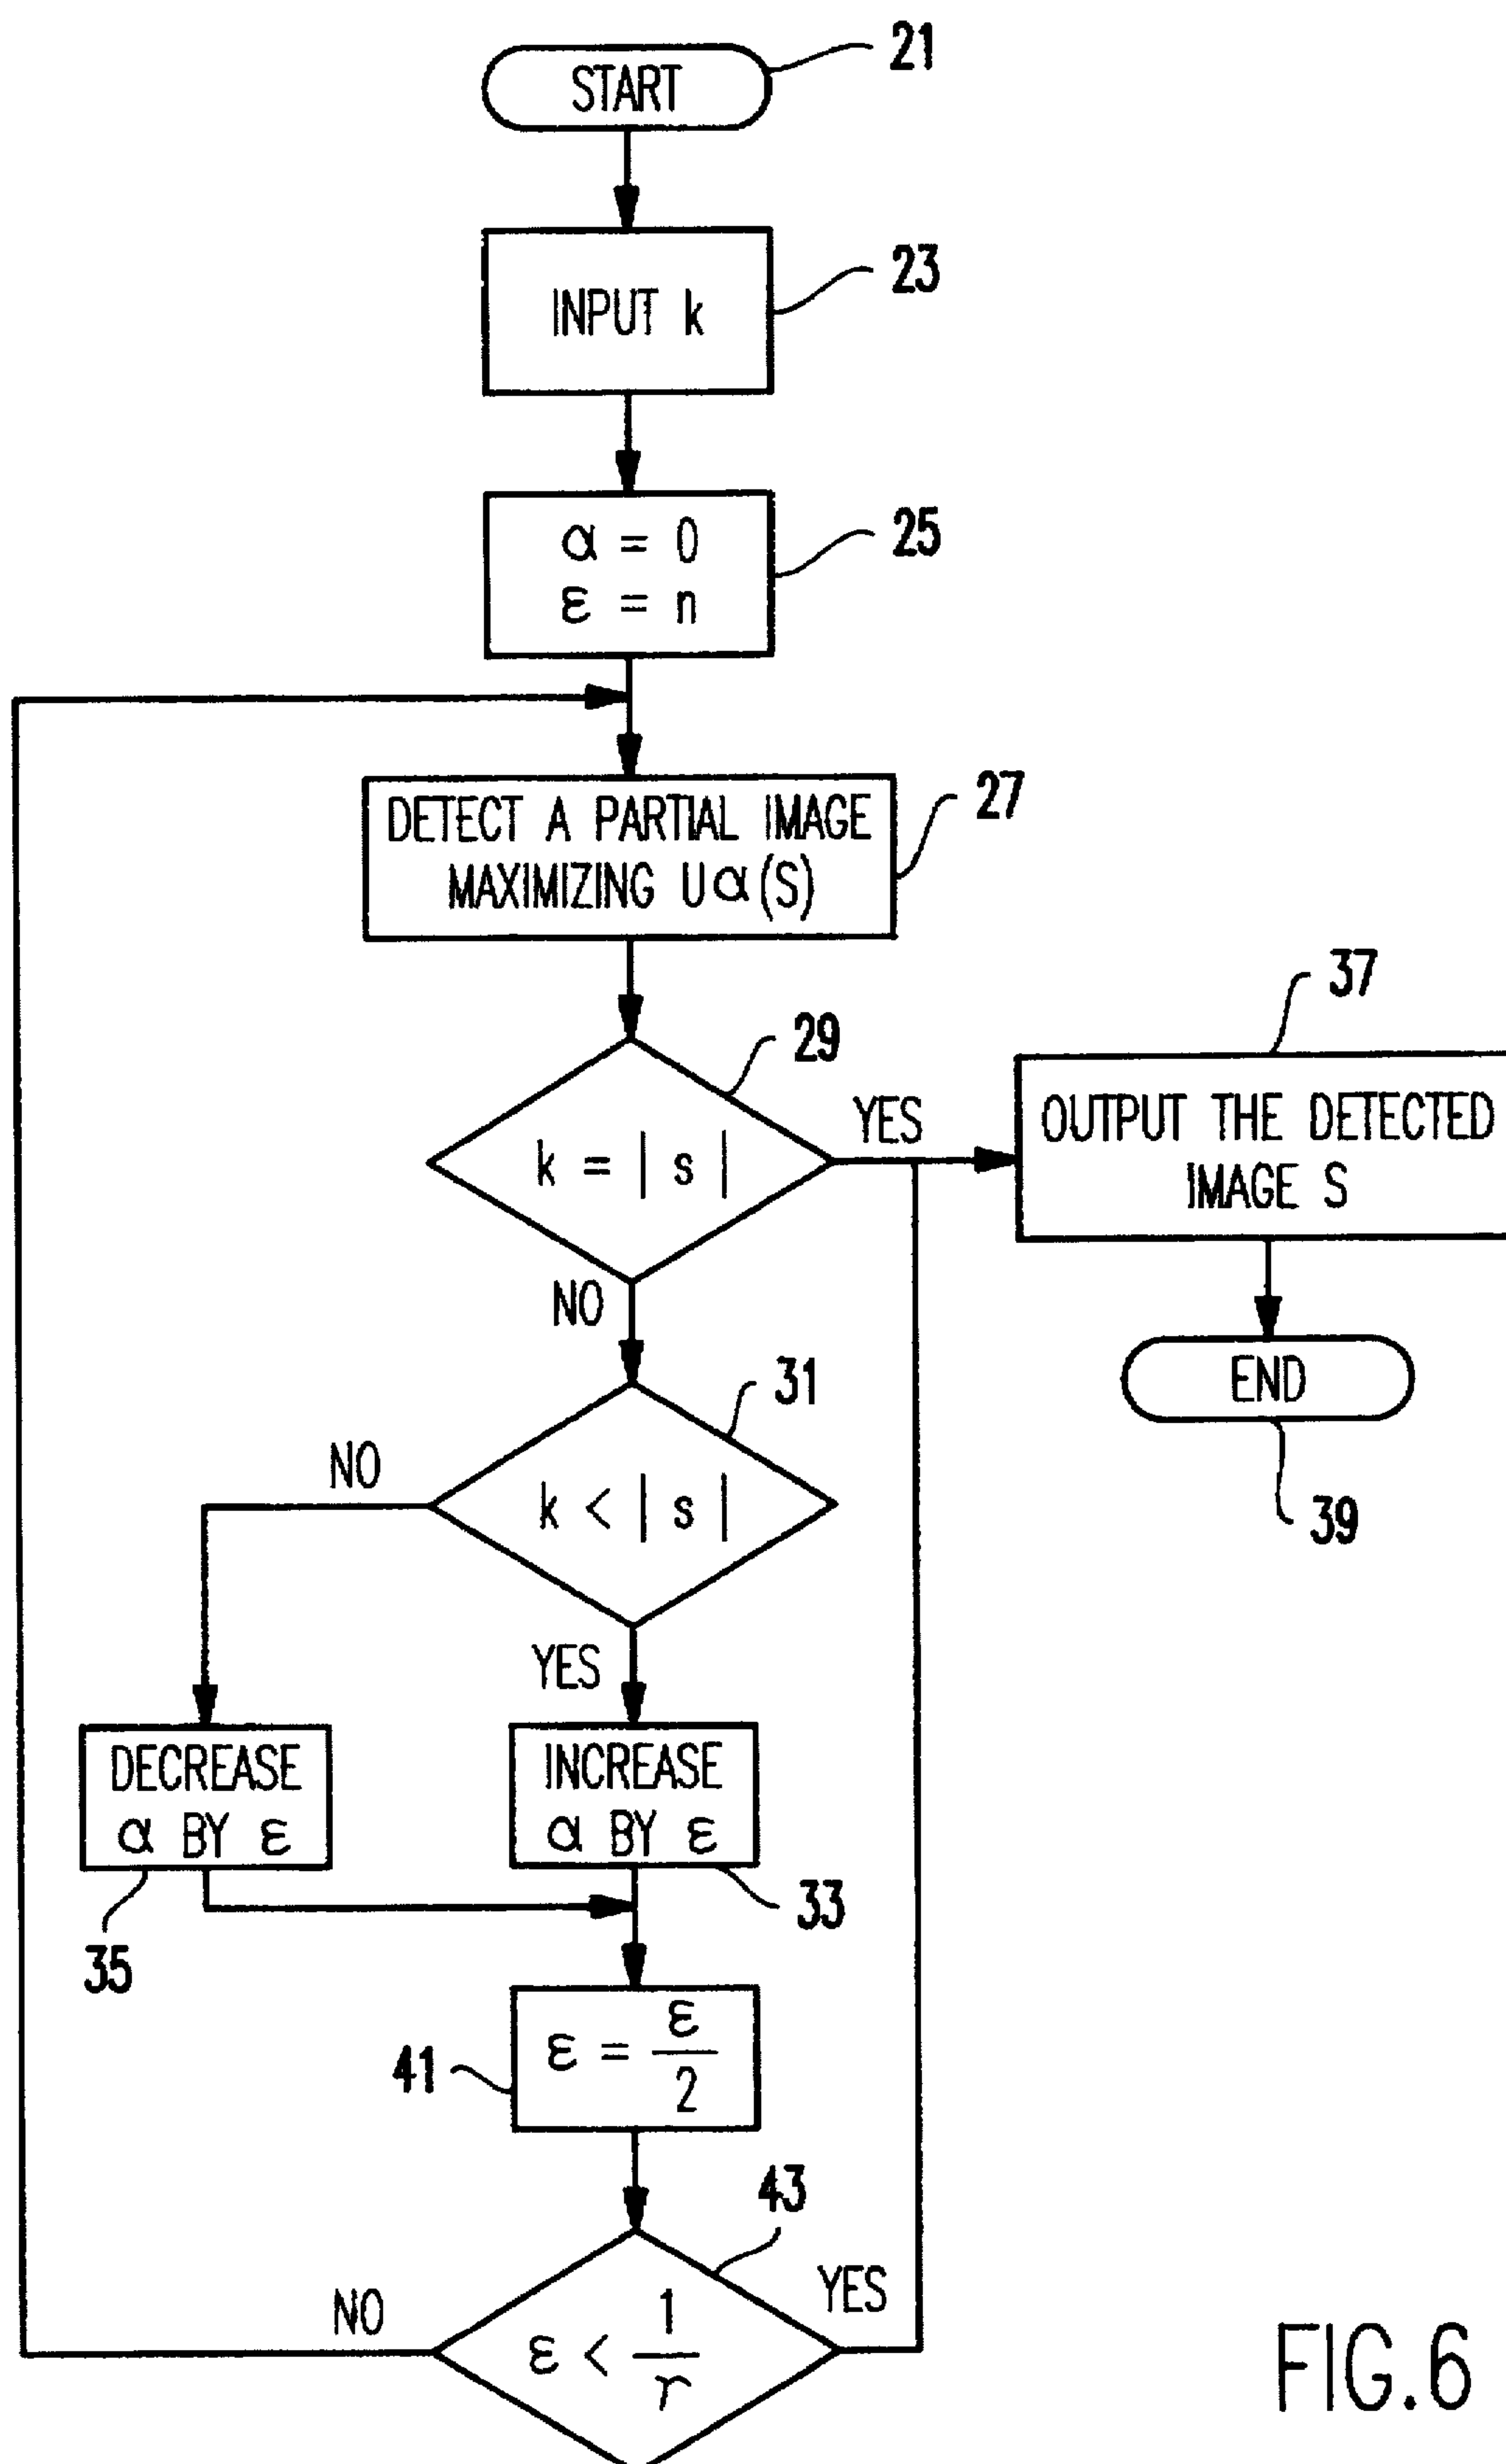 START
21
INPUT k
23
α = 0
ε = n
25
DETECT A PARTIAL IMAGE
MAXIMIZING Uα(S)
27
k = | s |
29
YES
NO
OUTPUT THE DETECTED
IMAGE S
37
END
39
k < | s |
31
NO
YES
DECREASE
α BY ε
35
INCREASE
α BY ε
33
ε = ε/2
41
ε < 1/r
43
NO
YES
FIG.6